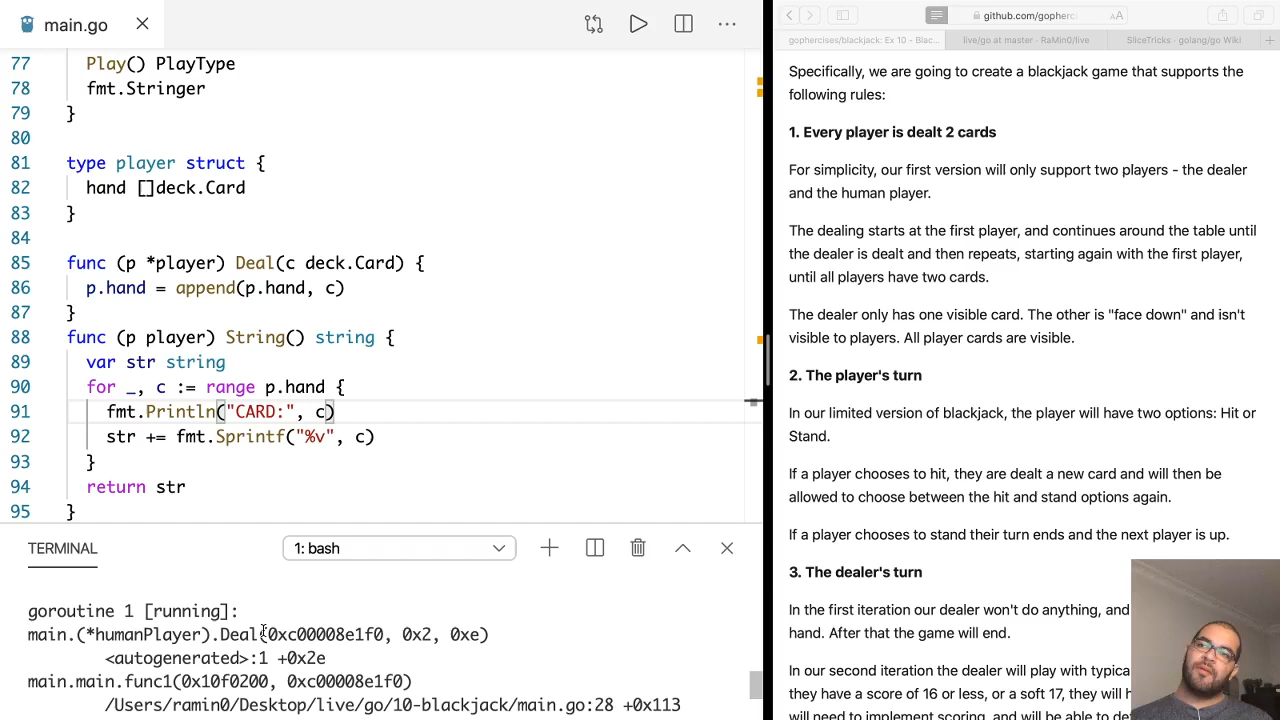 main.go
77 Play() PlayType
78 fmt.Stringer
79 }
80
81 type player struct {
82 hand []deck.Card
83 }
84
85 func (p *player) Deal(c deck.Card) {
86 p.hand = append(p.hand, c)
87 }
88 func (p player) String() string {
89 var str string
90 for _, c := range p.hand {
91 fmt.Println("CARD:", c)
92 str += fmt.Sprintf("%v", c)
93 }
94 return str
95 }
TERMINAL
1: bash
goroutine 1 [running]:
main.(*humanPlayer).Deal(0xc00008e1f0, 0x2, 0xe)
<autogenerated>:1 +0x2e
main.main.func1(0x10f0200, 0xc00008e1f0)
/Users/ramin0/Desktop/live/go/10-blackjack/main.go:28 +0x113
github.com/gopherc
AA
gophercises/blackjack: Ex 10 - Blac...
live/go at master · RaMin0/live
SliceTricks · golang/go Wiki
Specifically, we are going to create a blackjack game that supports the
following rules:
1. Every player is dealt 2 cards
For simplicity, our first version will only support two players - the dealer
and the human player.
The dealing starts at the first player, and continues around the table until
the dealer is dealt and then repeats, starting again with the first player,
until all players have two cards.
The dealer only has one visible card. The other is "face down" and isn't
visible to players. All player cards are visible.
2. The player's turn
In our limited version of blackjack, the player will have two options: Hit or
Stand.
If a player chooses to hit, they are dealt a new card and will then be
allowed to choose between the hit and stand options again.
If a player chooses to stand their turn ends and the next player is up.
3. The dealer's turn
In the first iteration our dealer won't do anything, and
hand. After that the game will end.
In our second iteration the dealer will play with typica
they have a score of 16 or less, or a soft 17, they will h
will need to implement scoring, and will be able to de